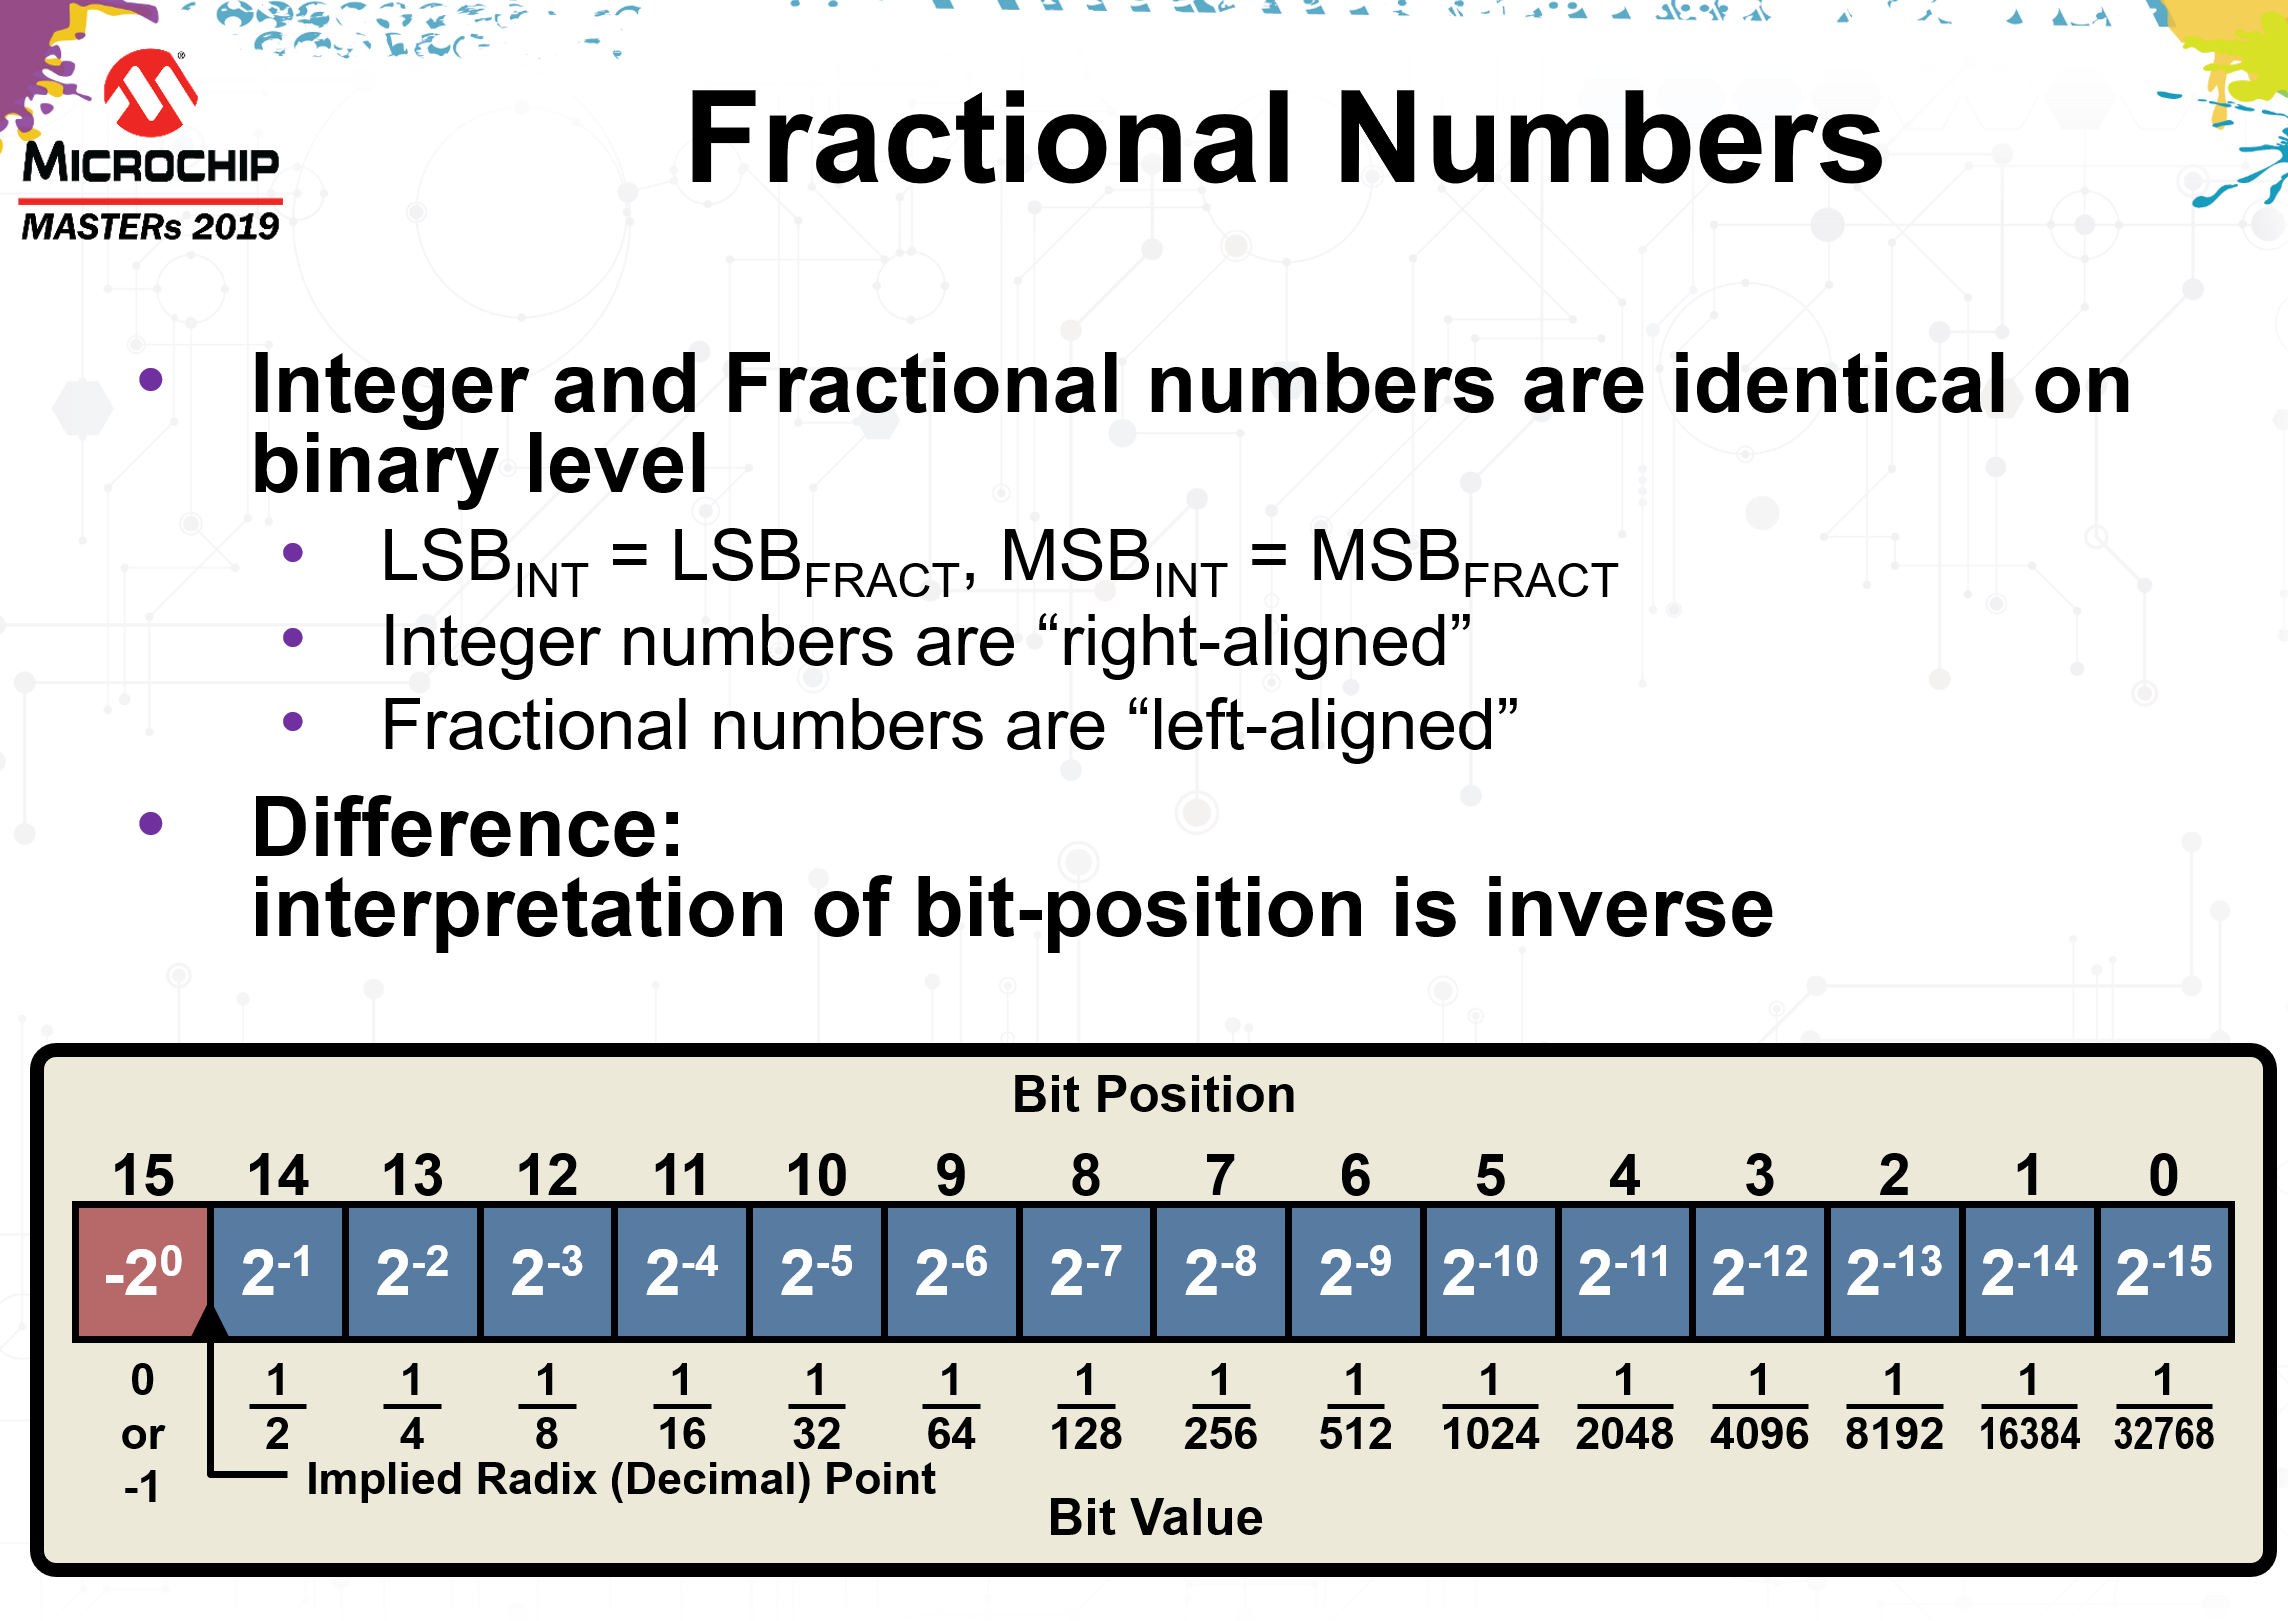 MICROCHIP
MASTERs 2019
Fractional Numbers
• Integer and Fractional numbers are identical on
binary level
• LSB_INT = LSB_FRACT, MSB_INT = MSB_FRACT
• Integer numbers are “right-aligned”
• Fractional numbers are “left-aligned”
• Difference:
interpretation of bit-position is inverse
Bit Position
15 14 13 12 11 10 9 8 7 6 5 4 3 2 1 0
-2⁰ 2⁻¹ 2⁻² 2⁻³ 2⁻⁴ 2⁻⁵ 2⁻⁶ 2⁻⁷ 2⁻⁸ 2⁻⁹ 2⁻¹⁰ 2⁻¹¹ 2⁻¹² 2⁻¹³ 2⁻¹⁴ 2⁻¹⁵
0 1 1 1 1 1 1 1 1 1 1 1 1 1 1 1
or 2 4 8 16 32 64 128 256 512 1024 2048 4096 8192 16384 32768
-1 Implied Radix (Decimal) Point
Bit Value